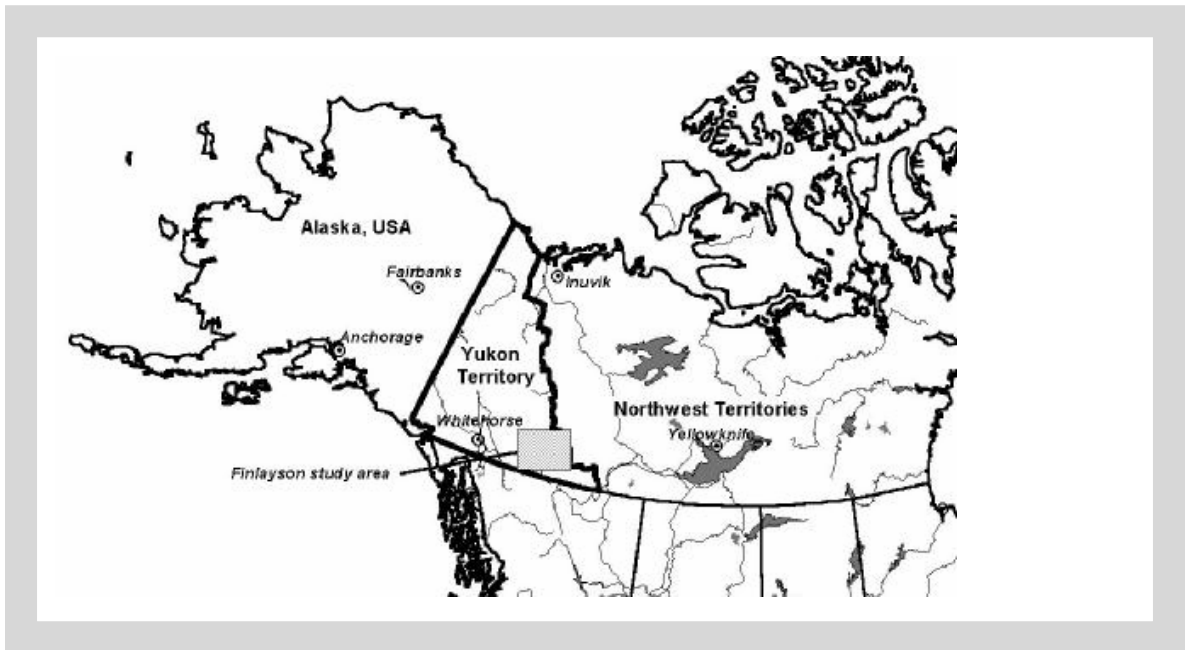 Alaska, USA
Fairbanks
Inuvik
Anchorage
Yukon
Territory
Northwest Territories
Whitehorse
Yellowknife
Finlayson study area